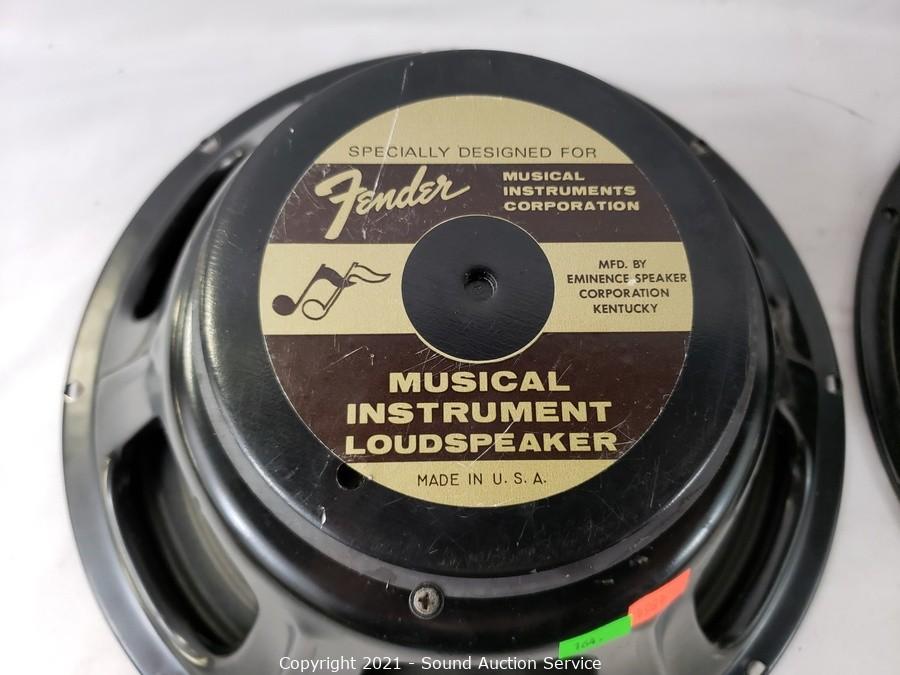 SPECIALLY DESIGNED FOR
Fender
MUSICAL
INSTRUMENTS
CORPORATION
MFD. BY
EMINENCE SPEAKER
CORPORATION
KENTUCKY
MUSICAL
INSTRUMENT
LOUDSPEAKER
MADE IN U. S. A.
Copyright 2021 - Sound Auction Service